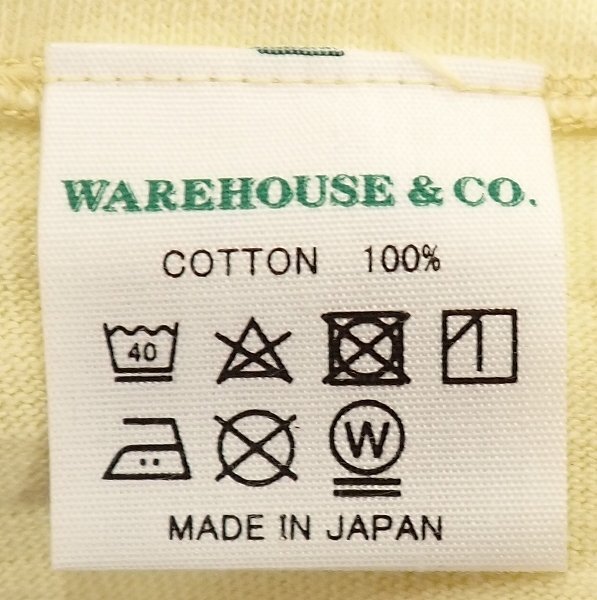 WAREHOUSE & CO.
COTTON 100%
40
W
MADE IN JAPAN